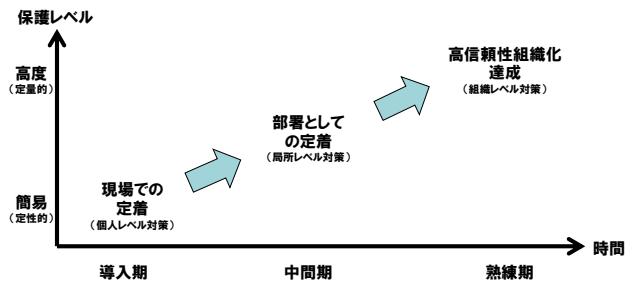 保護レベル
高度
（定量的）
高信頼性組織化
達成
（組織レベル対策）
部署として
の定着
（局所レベル対策）
現場での
定着
（個人レベル対策）
簡易
（定性的）
時間
導入期
中間期
熟練期